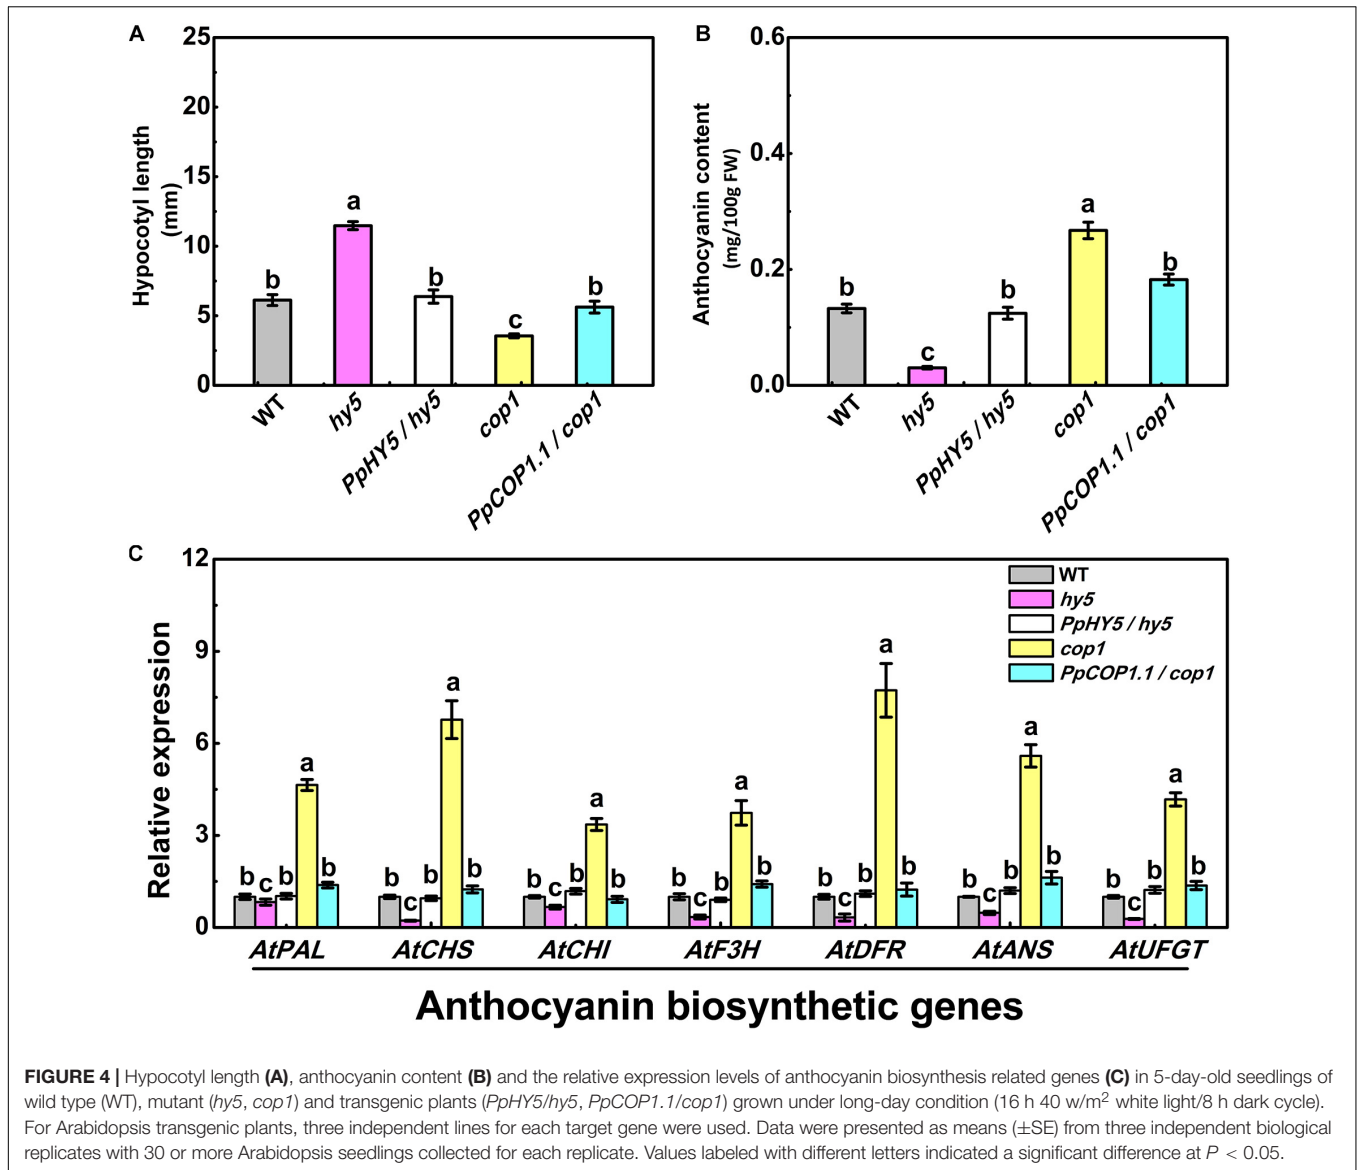 A
25
20
15
10
5
0
Hypocotyl length
(mm)
b
a
b
c
b
WT
hy5
PpHY5 / hy5
cop1
PpCOP1.1 / cop1
B
0.6
0.4
0.2
0.0
Anthocyanin content
(mg/100g FW)
b
c
b
a
b
WT
hy5
PpHY5 / hy5
cop1
PpCOP1.1 / cop1
C
12
9
6
3
0
Relative expression
WT
hy5
PpHY5 / hy5
cop1
PpCOP1.1 / cop1
b c b a b
b c b a b
b c b a b
b c b a b
b c b a b
b c b a b
b c b a b
AtPAL AtCHS AtCHI AtF3H AtDFR AtANS AtUFGT
Anthocyanin biosynthetic genes
FIGURE 4 | Hypocotyl length (A), anthocyanin content (B) and the relative expression levels of anthocyanin biosynthesis related genes (C) in 5-day-old seedlings of
wild type (WT), mutant (hy5, cop1) and transgenic plants (PpHY5/hy5, PpCOP1.1/cop1) grown under long-day condition (16 h 40 w/m² white light/8 h dark cycle).
For Arabidopsis transgenic plants, three independent lines for each target gene were used. Data were presented as means (±SE) from three independent biological
replicates with 30 or more Arabidopsis seedlings collected for each replicate. Values labeled with different letters indicated a significant difference at P < 0.05.